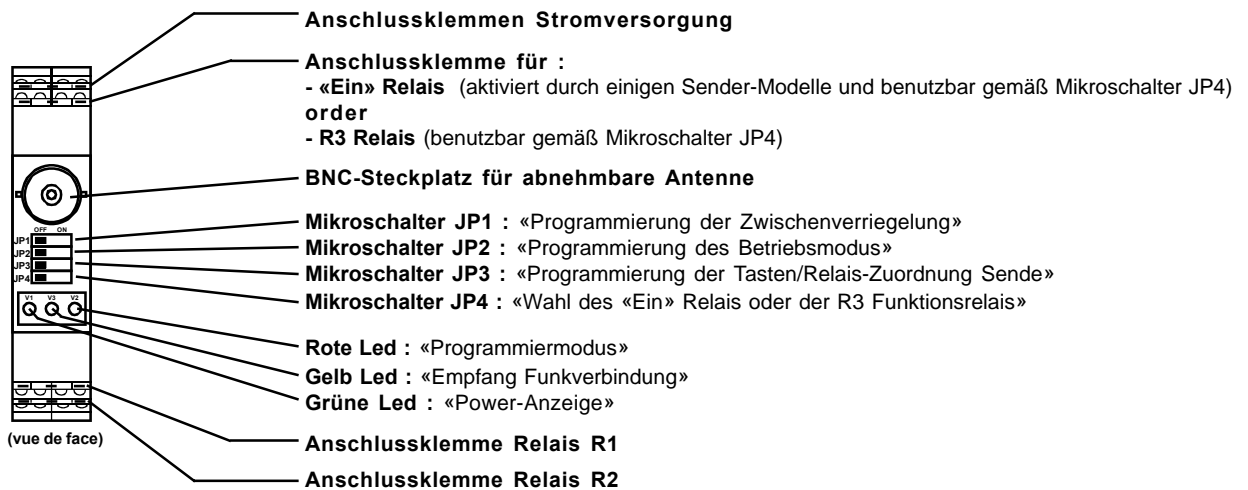 Anschlussklemmen Stromversorgung
Anschlussklemme für :
- «Ein» Relais (aktiviert durch einigen Sender-Modelle und benutzbar gemäß Mikroschalter JP4)
order
- R3 Relais (benutzbar gemäß Mikroschalter JP4)
BNC-Steckplatz für abnehmbare Antenne
OFF ON
JP1
JP2
JP3
JP4
Mikroschalter JP1 : «Programmierung der Zwischenverriegelung»
Mikroschalter JP2 : «Programmierung des Betriebsmodus»
Mikroschalter JP3 : «Programmierung der Tasten/Relais-Zuordnung Sende»
Mikroschalter JP4 : «Wahl des «Ein» Relais oder der R3 Funktionsrelais»
V1 V3 V2
Rote Led : «Programmiermodus»
Gelb Led : «Empfang Funkverbindung»
Grüne Led : «Power-Anzeige»
(vue de face)
Anschlussklemme Relais R1
Anschlussklemme Relais R2